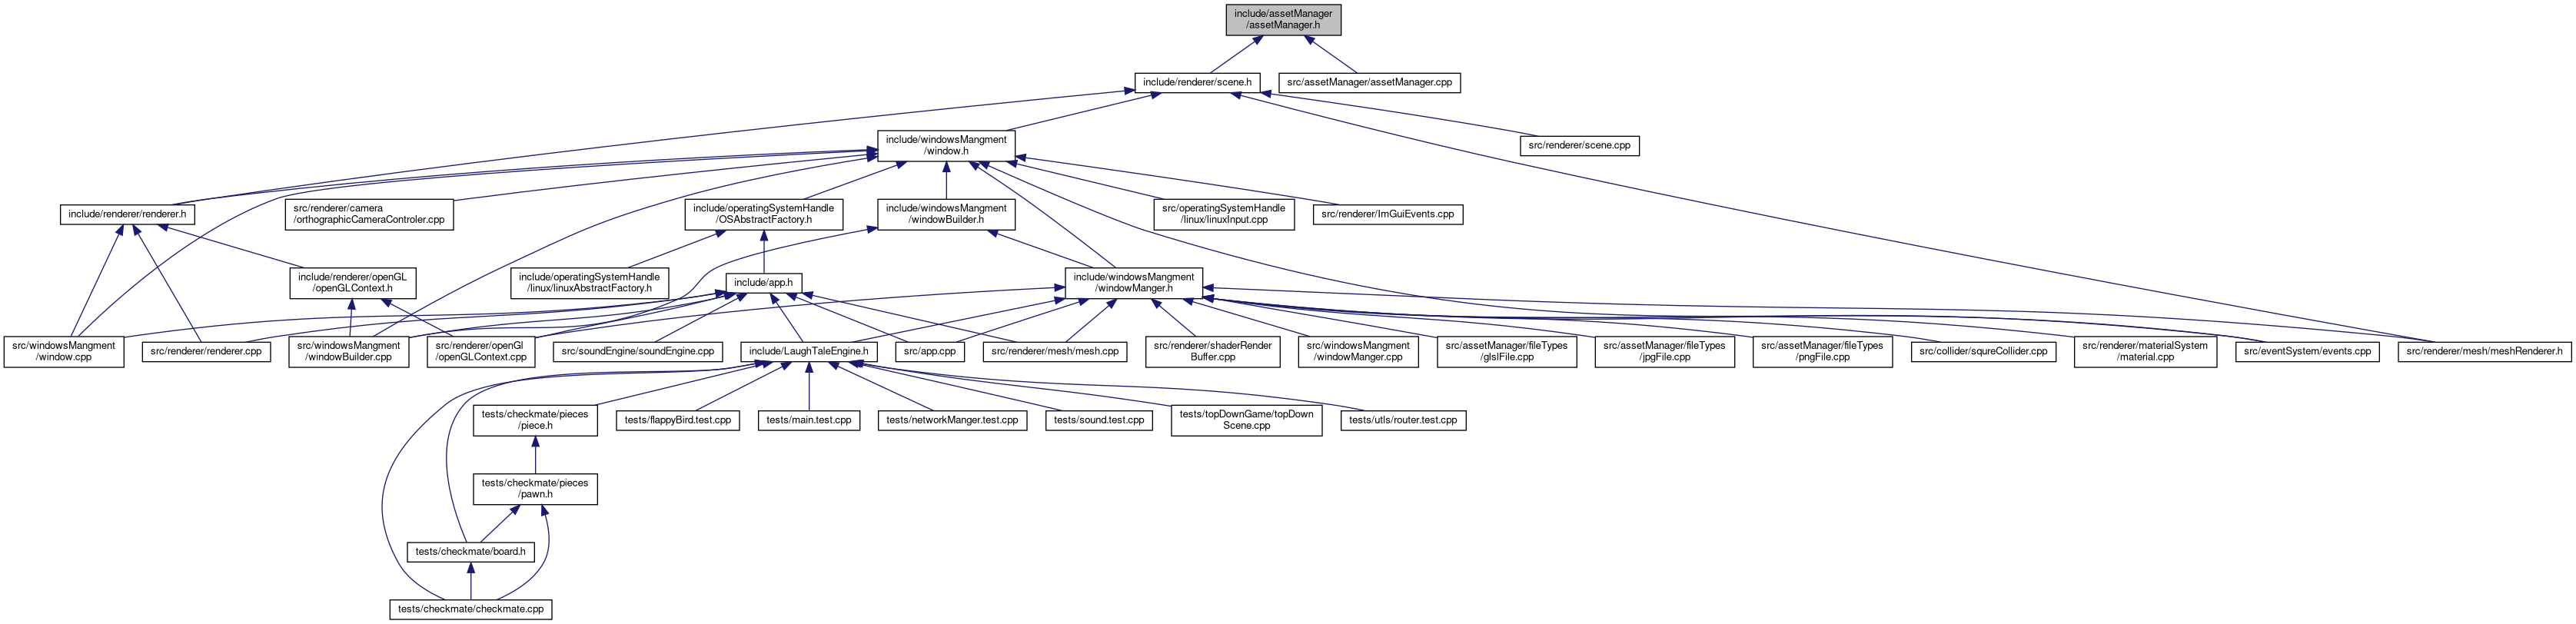 include/assetManager
/assetManager.h
include/renderer/scene.h
src/assetManager/assetManager.cpp
include/windowsMangment
/window.h
src/renderer/scene.cpp
include/renderer/renderer.h
src/renderer/camera
/orthographicCameraControler.cpp
include/operatingSystemHandle
/OSAbstractFactory.h
include/windowsMangment
/windowBuilder.h
src/operatingSystemHandle
/linux/linuxInput.cpp
src/renderer/ImGuiEvents.cpp
include/renderer/openGL
/openGLContext.h
include/operatingSystemHandle
/linux/linuxAbstractFactory.h
include/app.h
include/windowsMangment
/windowManger.h
src/windowsMangment
/window.cpp
src/renderer/renderer.cpp
src/windowsMangment
/windowBuilder.cpp
src/renderer/openGl
/openGLContext.cpp
src/soundEngine/soundEngine.cpp
include/LaughTaleEngine.h
src/app.cpp
src/renderer/mesh/mesh.cpp
src/renderer/shaderRender
Buffer.cpp
src/windowsMangment
/windowManger.cpp
src/assetManager/fileTypes
/glslFile.cpp
src/assetManager/fileTypes
/jpgFile.cpp
src/assetManager/fileTypes
/pngFile.cpp
src/collider/squreCollider.cpp
src/renderer/materialSystem
/material.cpp
src/eventSystem/events.cpp
src/renderer/mesh/meshRenderer.h
tests/checkmate/pieces
/piece.h
tests/flappyBird.test.cpp
tests/main.test.cpp
tests/networkManger.test.cpp
tests/sound.test.cpp
tests/topDownGame/topDown
Scene.cpp
tests/utls/router.test.cpp
tests/checkmate/pieces
/pawn.h
tests/checkmate/board.h
tests/checkmate/checkmate.cpp